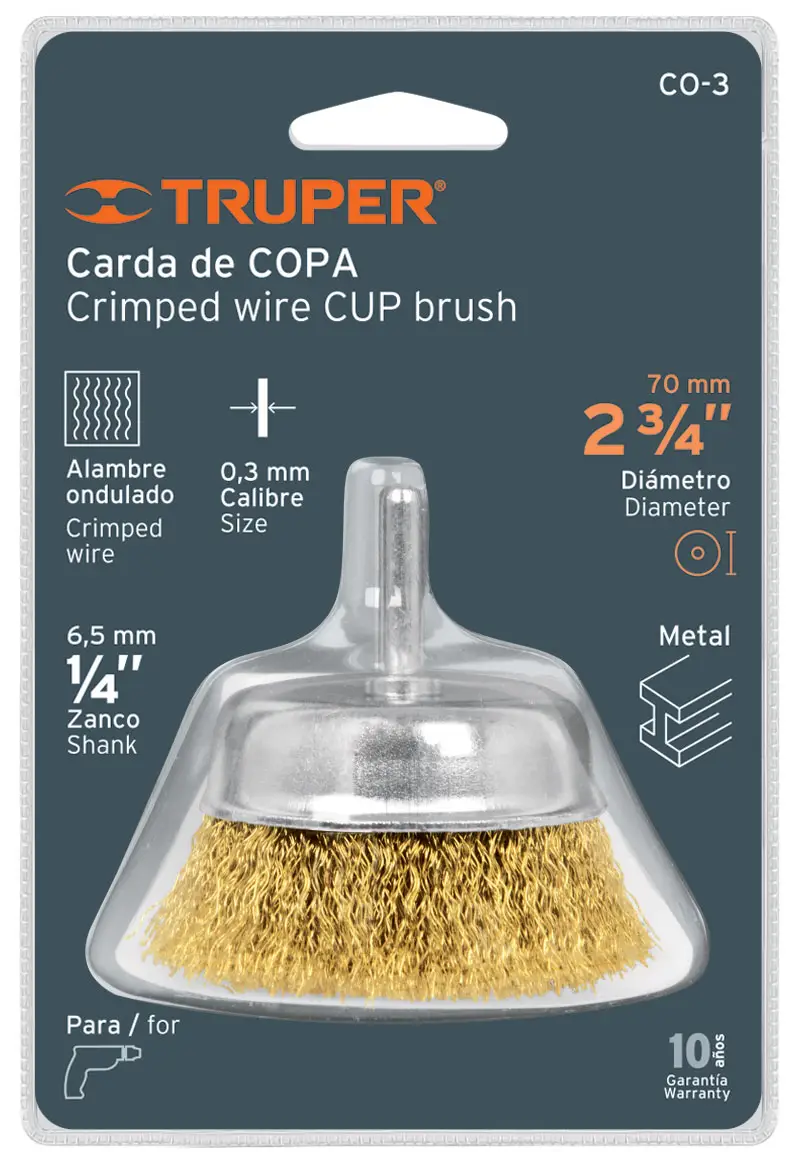 CO-3
TRUPER®
Carda de COPA
Crimped wire CUP brush
70 mm
2 3/4"
Diámetro
Diameter
Alambre
ondulado
Crimped
wire
0,3 mm
Calibre
Size
6,5 mm
1/4"
Zanco
Shank
Metal
Para / for
10 años
Garantía
Warranty